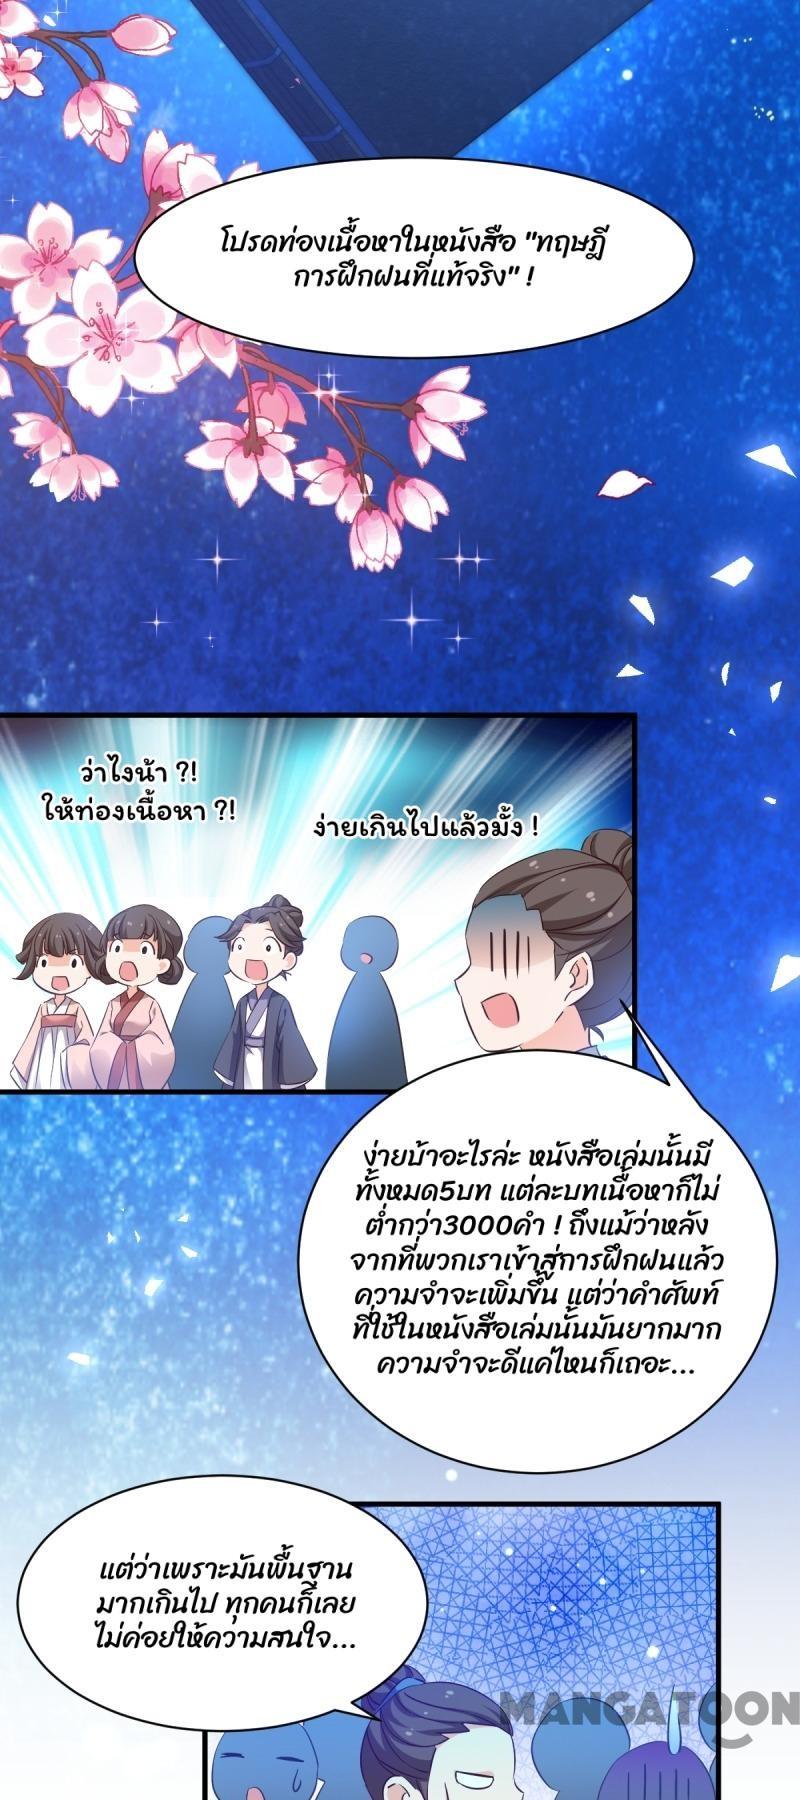 โปรดท่องเนื้อหาในหนังสือ "ทฤษฎี
การฝึกฝนที่แท้จริง" !
ว่าไงน้า ?!
ให้ท่องเนื้อหา ?!
ง่ายเกินไปแล้วมั้ง !
ง่ายบ้าอะไรล่ะ หนังสือเล่มนั้นมี
ทั้งหมด5บท แต่ละบทเนื้อหาก็ไม่
ต่ำกว่า3000คำ ! ถึงแม้ว่าหลัง
จากที่พวกเราเข้าสู่การฝึกฝนแล้ว
ความจำจะเพิ่มขึ้น แต่ว่าคำศัพท์
ที่ใช้ในหนังสือเล่มนั้นมันยากมาก
ความจำจะดีแค่ไหนก็เถอะ...
แต่ว่าเพราะมันพื้นฐาน
มากเกินไป ทุกคนก็เลย
ไม่ค่อยให้ความสนใจ...
MANGATOON